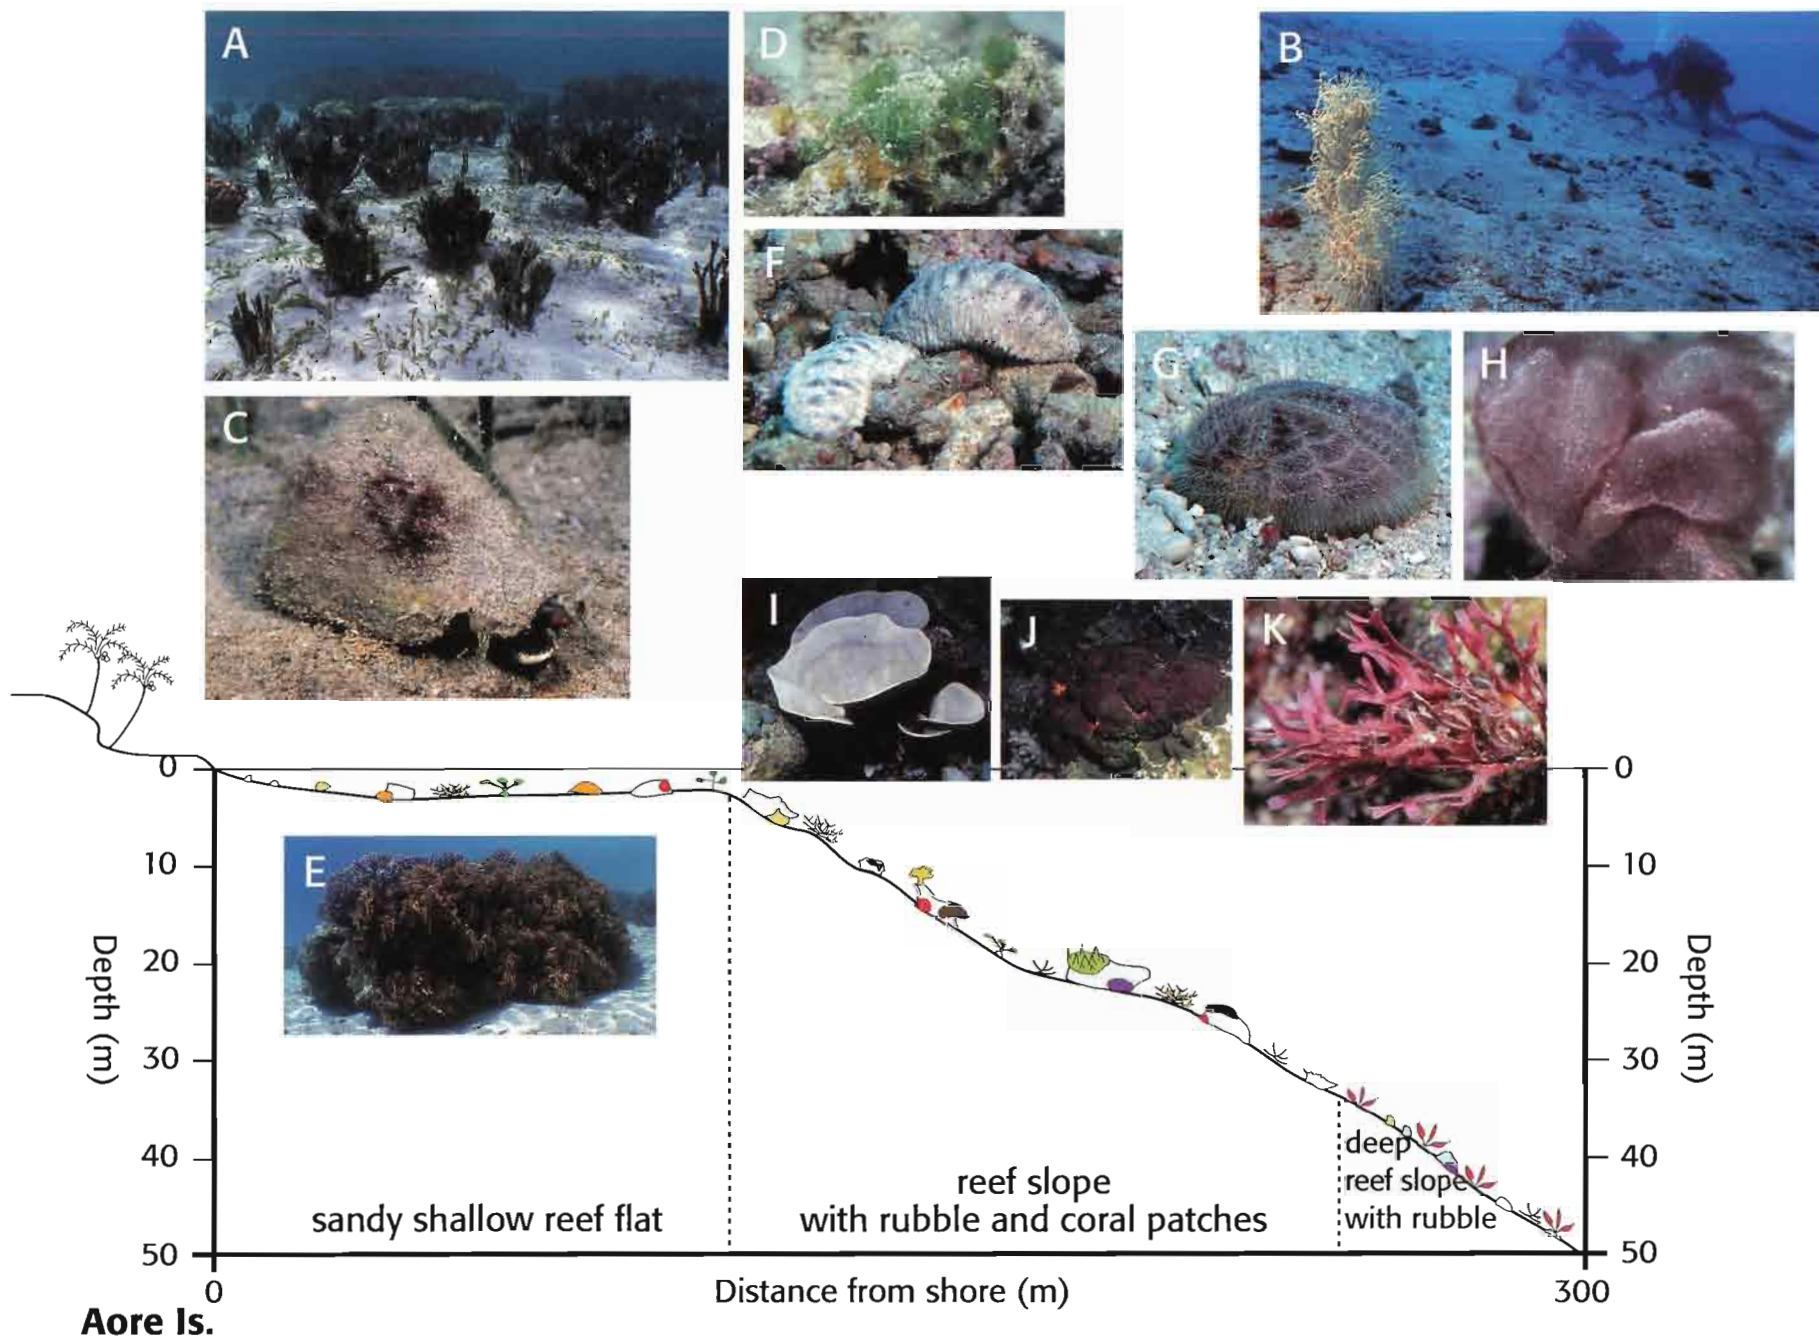 A
D
B
F
C
G
H
I
J
K
0
0
E
10
10
20
20
30
30
40
40
50
50
Depth (m)
Depth (m)
sandy shallow reef flat
reef slope
with rubble and coral patches
deep
reef slope
with rubble
0
Distance from shore (m)
300
Aore Is.